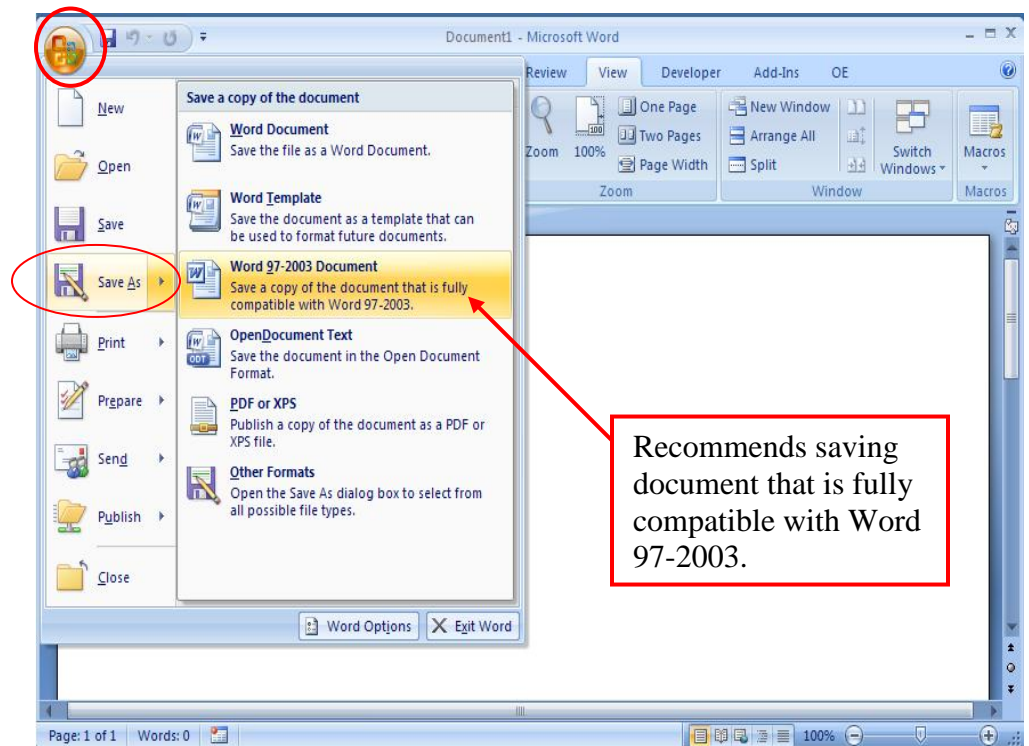 Document1 - Microsoft Word
Review View Developer Add-Ins OE
New
Open
Save
Save As
Print
Prepare
Send
Publish
Close
Save a copy of the document
Word Document
Save the file as a Word Document.
Word Template
Save the document as a template that can
be used to format future documents.
Word 97-2003 Document
Save a copy of the document that is fully
compatible with Word 97-2003.
OpenDocument Text
Save the document in the Open Document
Format.
PDF or XPS
Publish a copy of the document as a PDF or
XPS file.
Other Formats
Open the Save As dialog box to select from
all possible file types.
Word Options
Exit Word
Zoom
100
100%
One Page
Two Pages
Page Width
Zoom
New Window
Arrange All
Split
Switch
Windows
Window
Macros
Macros
Recommends saving
document that is fully
compatible with Word
97-2003.
ODT
Page: 1 of 1 Words: 0
100%